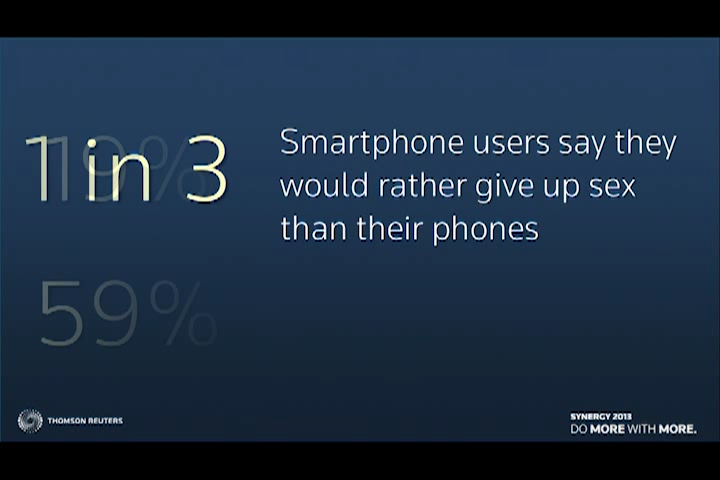 1 in 3
19%
Smartphone users say they
would rather give up sex
than their phones
59%
THOMSON REUTERS
SYNERGY 2013
DO MORE WITH MORE.